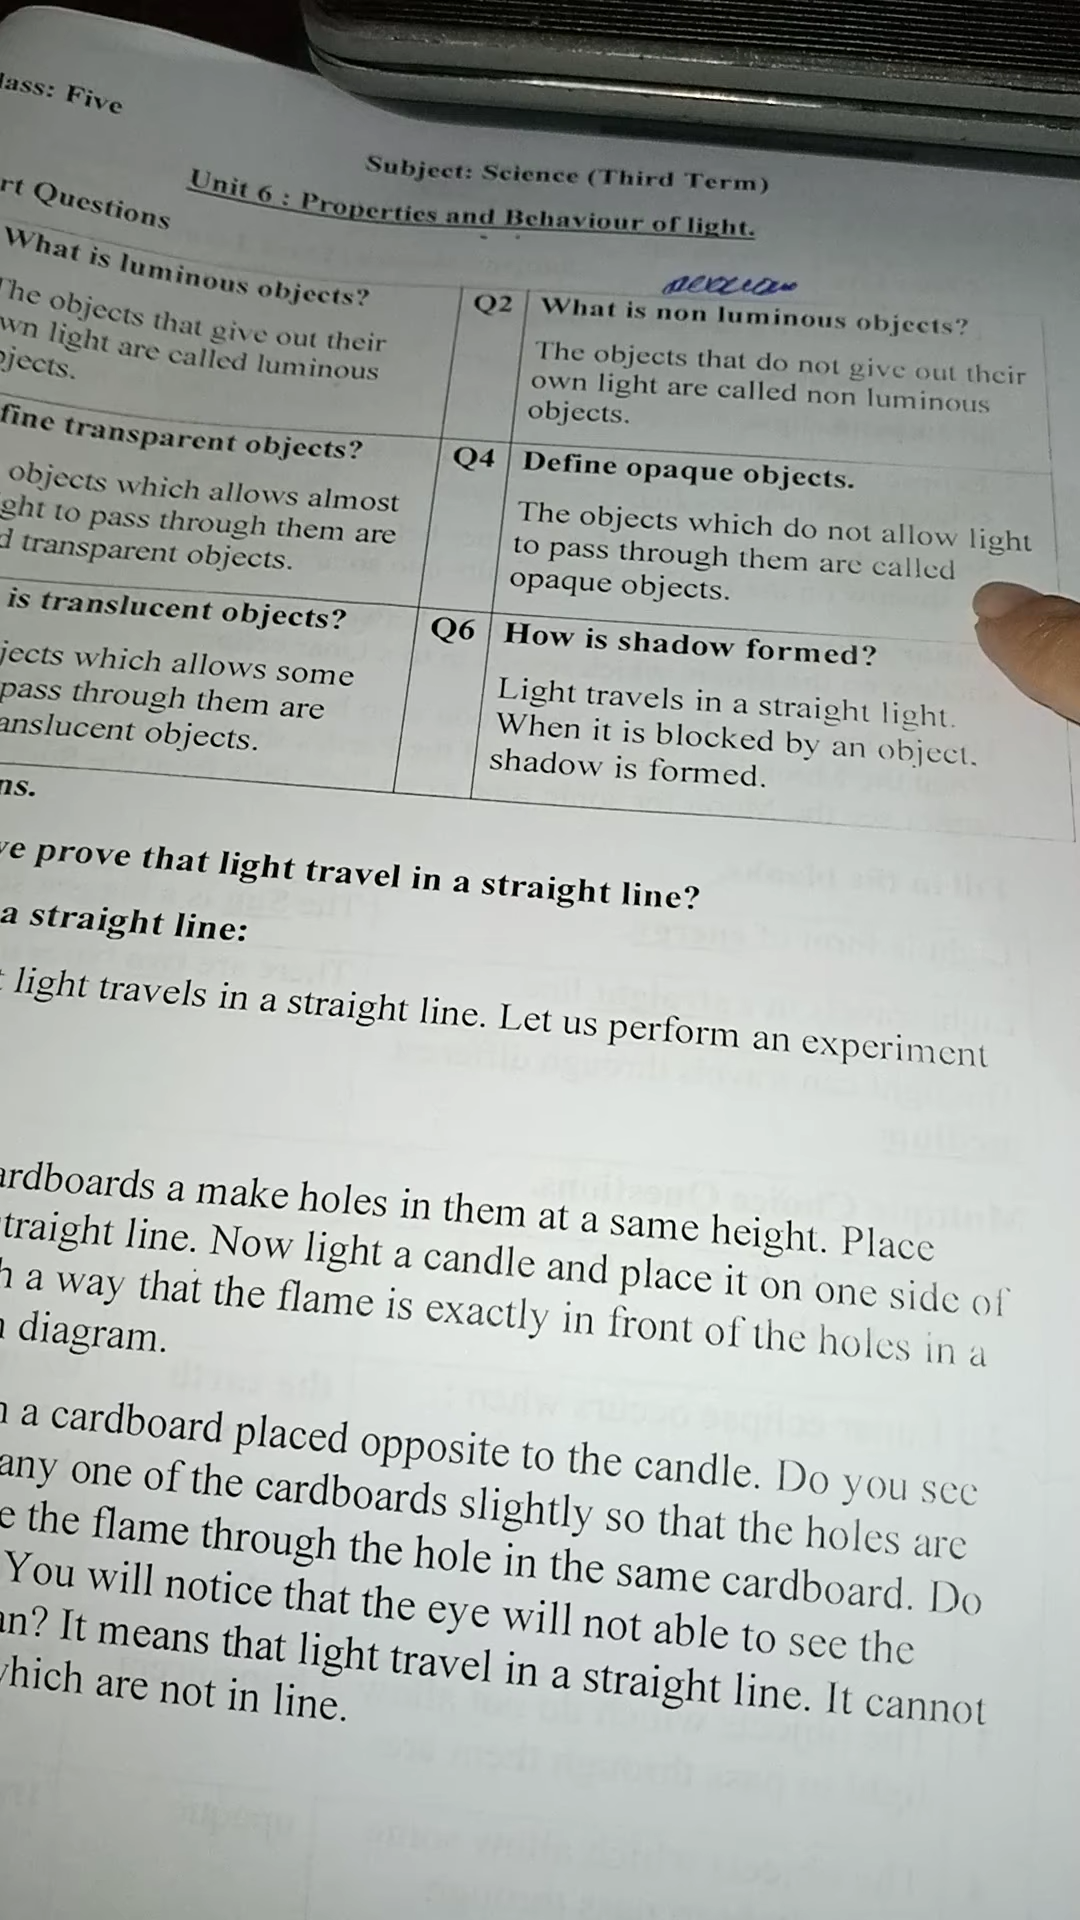 lass: Five
Subject: Science (Third Term)
Unit 6 : Properties and Behaviour of light.
rt Questions
What is luminous objects?
The objects that give out their
wn light are called luminous
ojects.
Q2 What is non luminous objects?
The objects that do not give out their
own light are called non luminous
objects.
fine transparent objects?
objects which allows almost
ght to pass through them are
d transparent objects.
Q4 Define opaque objects.
The objects which do not allow light
to pass through them are called
opaque objects.
is translucent objects?
jects which allows some
pass through them are
anslucent objects.
Q6 How is shadow formed?
Light travels in a straight light.
When it is blocked by an object.
shadow is formed.
ns.
ve prove that light travel in a straight line?
a straight line:
t light travels in a straight line. Let us perform an experiment
ardboards a make holes in them at a same height. Place
traight line. Now light a candle and place it on one side of
h a way that the flame is exactly in front of the holes in a
n diagram.
n a cardboard placed opposite to the candle. Do you see
any one of the cardboards slightly so that the holes are
e the flame through the hole in the same cardboard. Do
You will notice that the eye will not able to see the
an? It means that light travel in a straight line. It cannot
which are not in line.